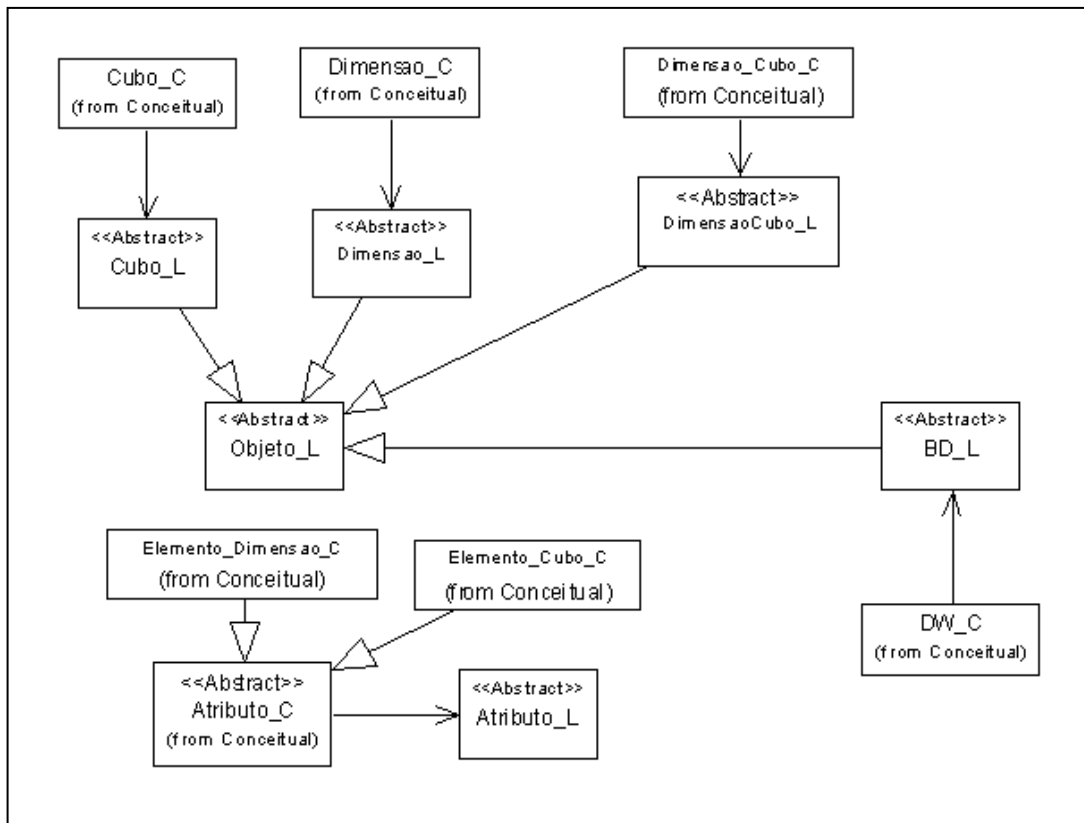 Cubo_C
(from Conceitual)
Dimensao_C
(from Conceitual)
Dimensao_Cubo_C
(from Conceitual)
<<Abstract>>
Cubo_L
<<Abstract>>
Dimensao_L
<<Abstract>>
DimensaoCubo_L
<<Abstract>>
Objeto_L
<<Abstract>>
BD_L
Elemento_Dimensao_C
(from Conceitual)
Elemento_Cubo_C
(from Conceitual)
DW_C
(from Conceitual)
<<Abstract>>
Atributo_C
(from Conceitual)
<<Abstract>>
Atributo_L